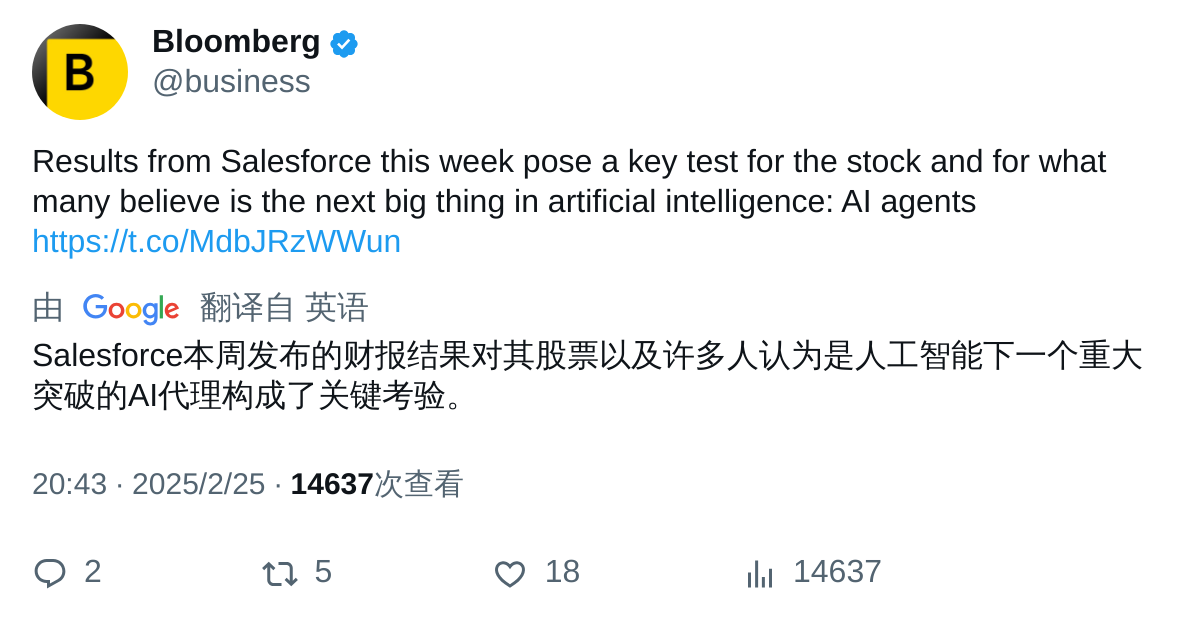 B
Bloomberg
@business
Results from Salesforce this week pose a key test for the stock and for what
many believe is the next big thing in artificial intelligence: AI agents
https://t.co/MdbJRzWWun
由 Google 翻译自 英语
Salesforce本周发布的财报结果对其股票以及许多人认为是人工智能下一个重大
突破的AI代理构成了关键考验。
20:43 · 2025/2/25 · 14637次查看
2 5 18 14637